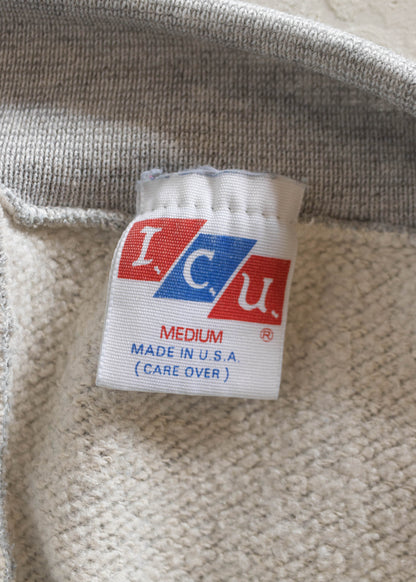 I.C.U.
MEDIUM ®
MADE IN U.S.A.
(CARE OVER)